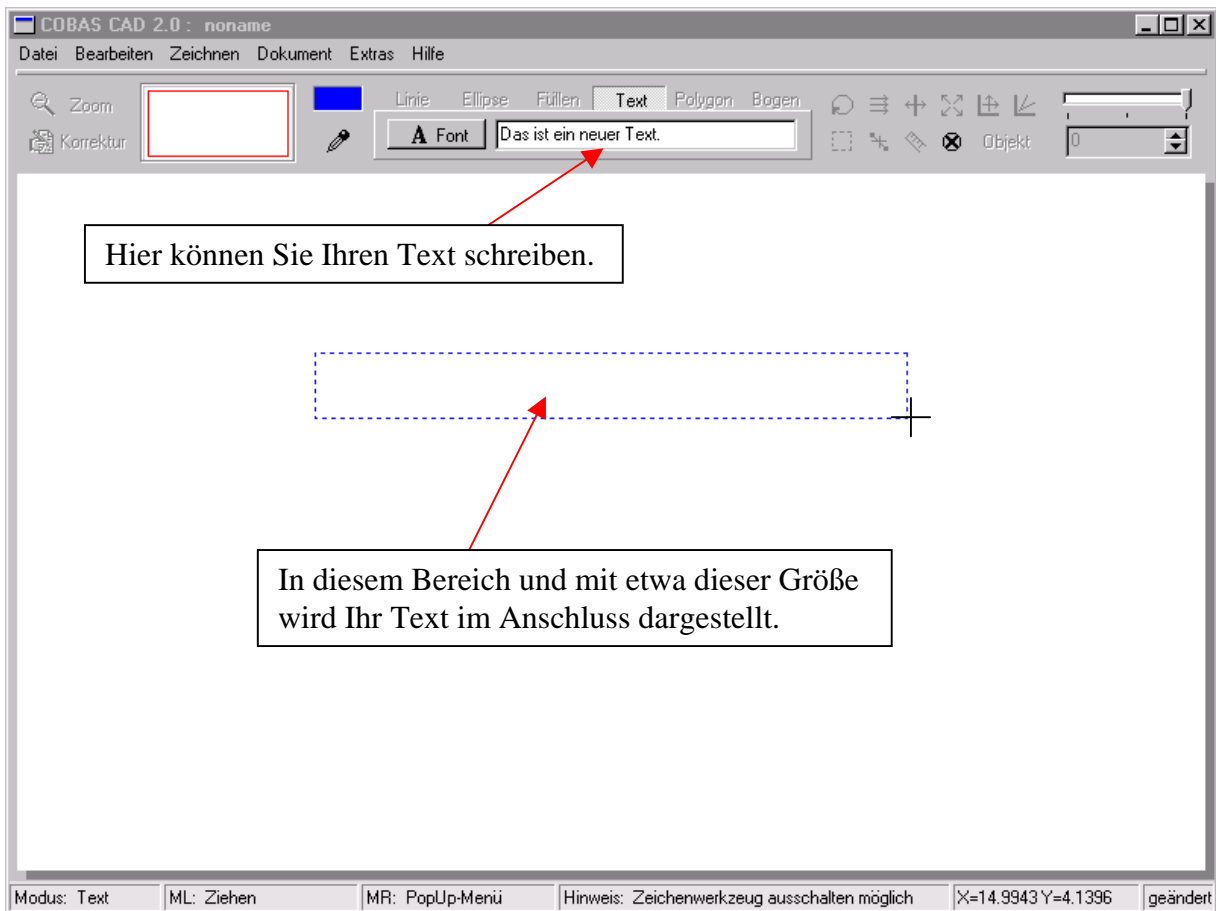 COBAS CAD 2.0 : noname
Datei Bearbeiten Zeichnen Dokument Extras Hilfe
Zoom
Linie Ellipse Füllen Text Polygon Bogen
Korrektur
A Font Das ist ein neuer Text.
Objekt 0
Hier können Sie Ihren Text schreiben.
In diesem Bereich und mit etwa dieser Größe
wird Ihr Text im Anschluss dargestellt.
Modus: Text ML: Ziehen MR: PopUp-Menü Hinweis: Zeichenwerkzeug ausschalten möglich X=14.9943 Y=4.1396 geändert